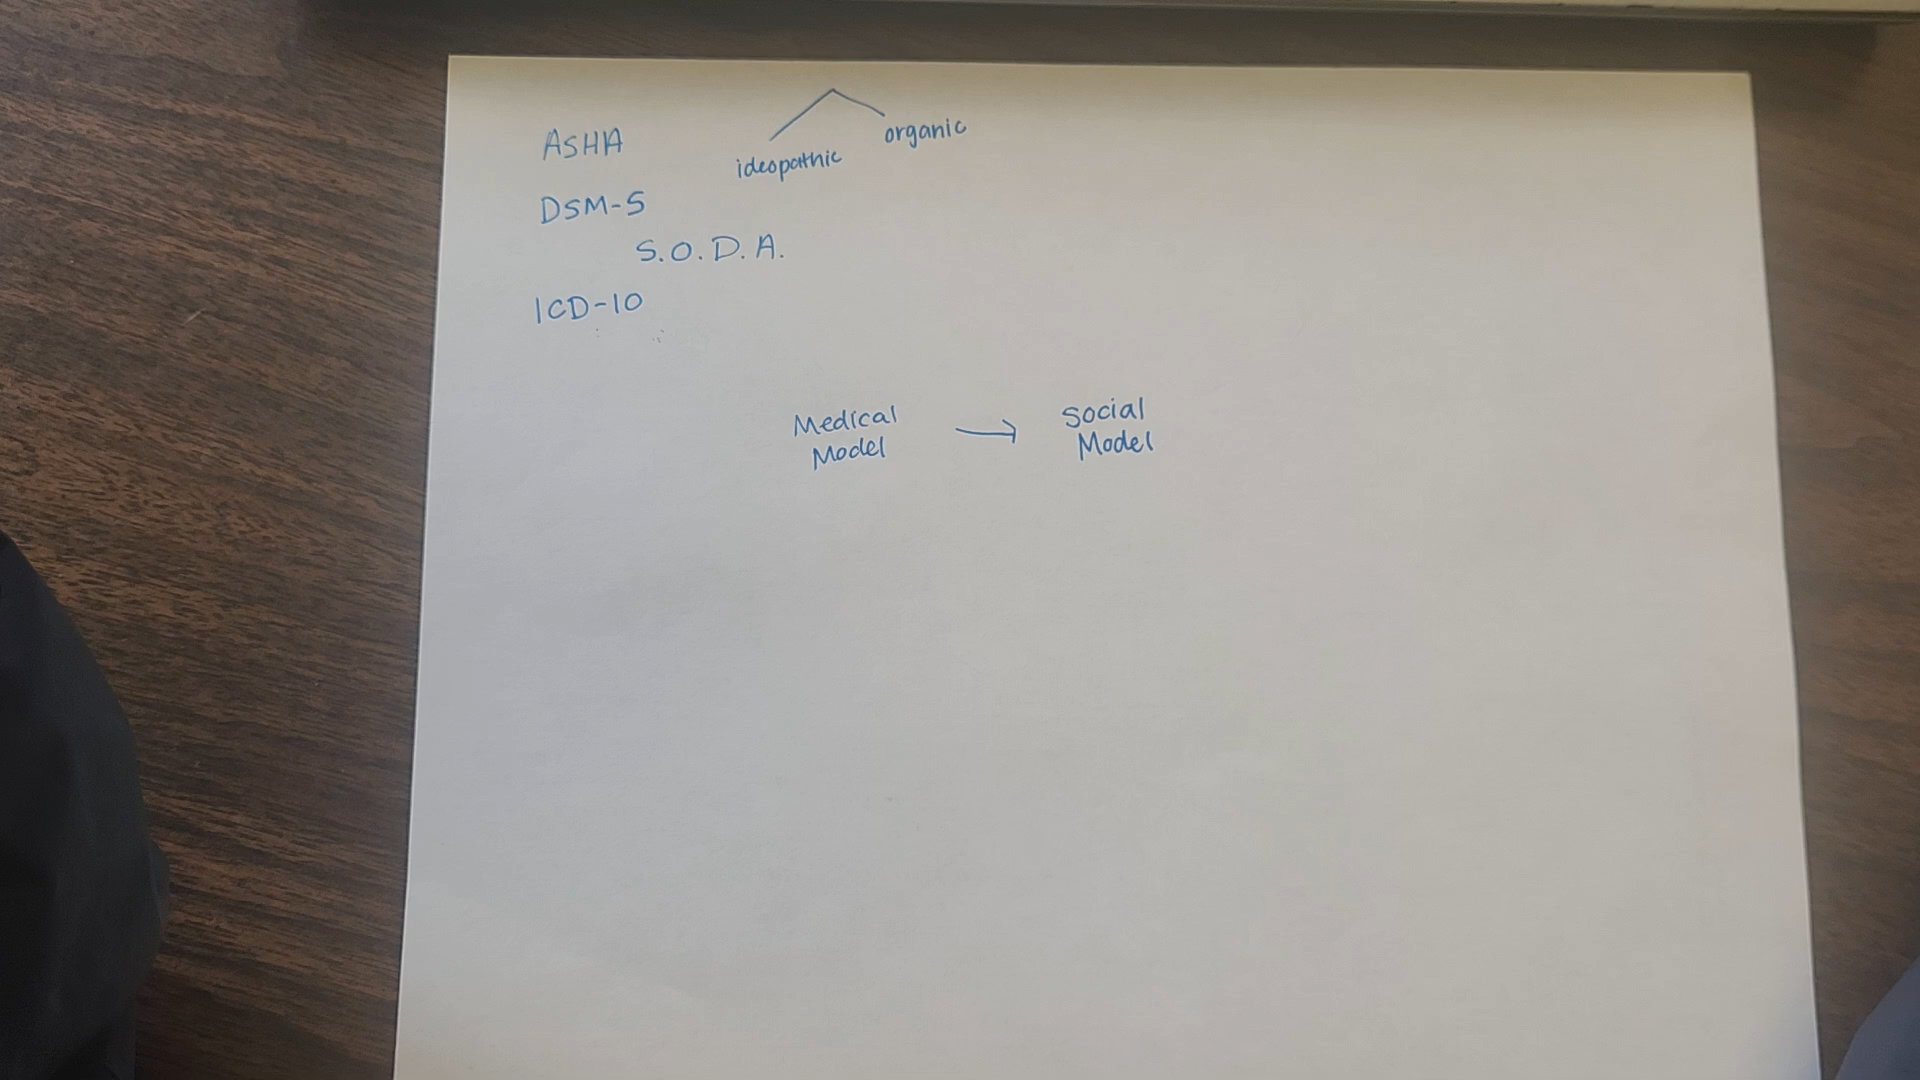 ASHA
ideopathic
organic
DSM-5
S.O.D.A.
ICD-10
Medical
Model
Social
Model